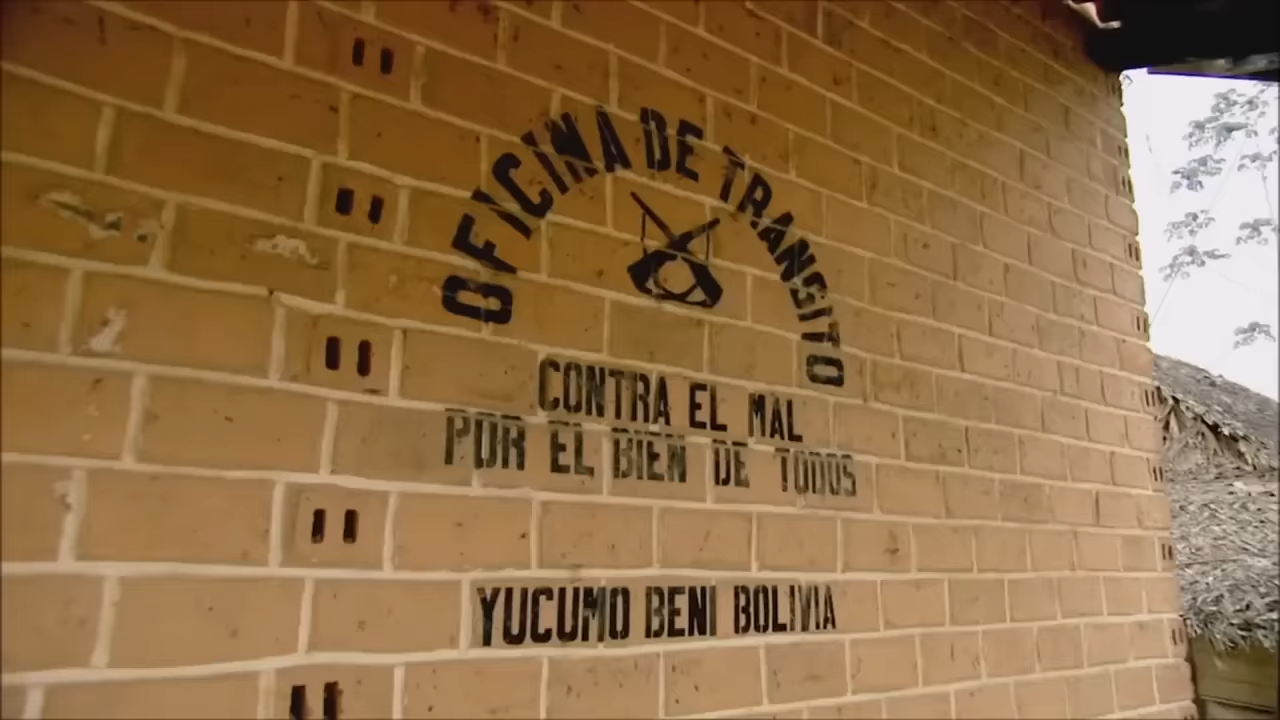 OFICINA DE TRANSITO
CONTRA EL MAL
POR EL BIEN DE TODOS
YUCUMO BENI BOLIVIA